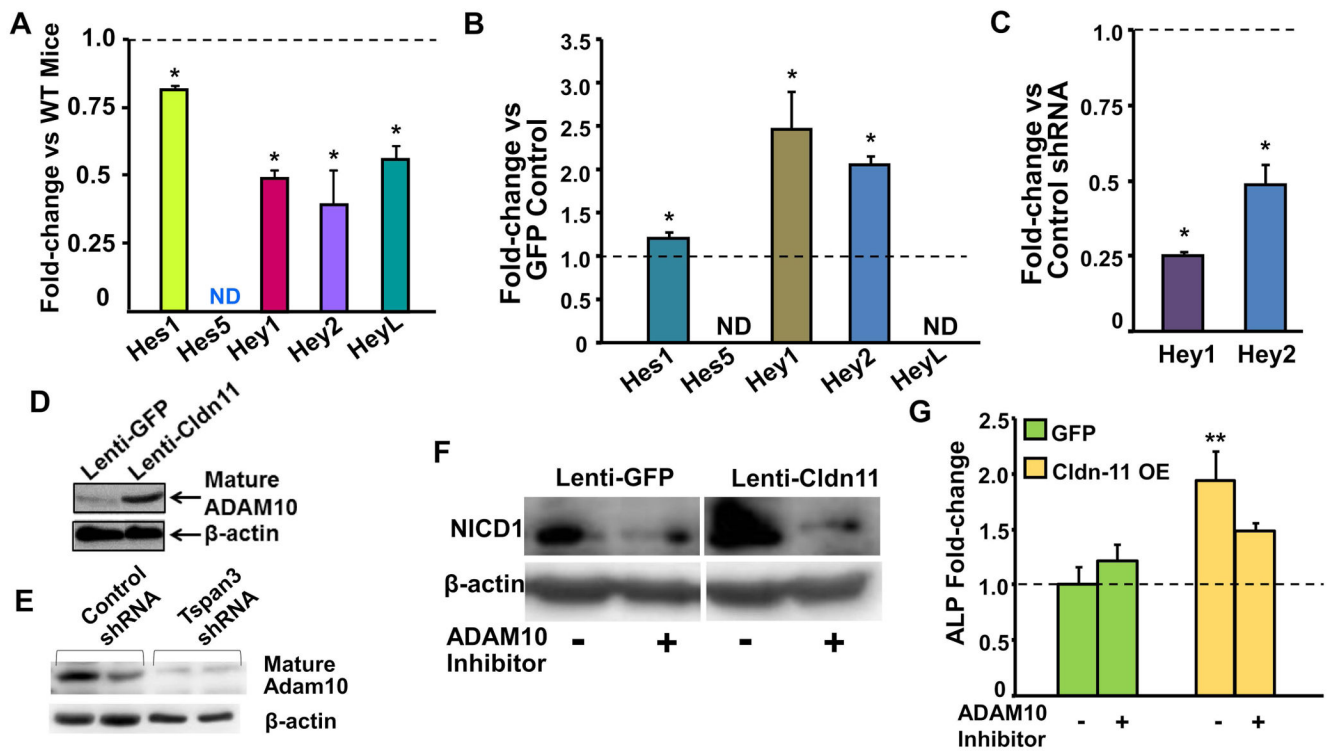 A
Fold-change vs WT Mice
1.0
0.75
0.5
0.25
0
*
ND
*
*
*
Hes1
Hes5
Hey1
Hey2
HeyL
B
Fold-change vs
GFP Control
3.5
3.0
2.5
2.0
1.5
1.0
0.5
0
*
ND
*
*
ND
Hes1
Hes5
Hey1
Hey2
HeyL
C
Fold-change vs
Control shRNA
1.0
0.75
0.5
0.25
0
*
*
Hey1
Hey2
D
Lenti-GFP
Lenti-Cldn11
Mature
ADAM10
β-actin
E
Control
shRNA
Tspan3
shRNA
Mature
Adam10
β-actin
F
Lenti-GFP
Lenti-Cldn11
NICD1
β-actin
ADAM10
Inhibitor
- + - +
G
ALP Fold-change
2.5
2.0
1.5
1.0
0.5
0
GFP
Cldn-11 OE
**
ADAM10
Inhibitor
- + - +